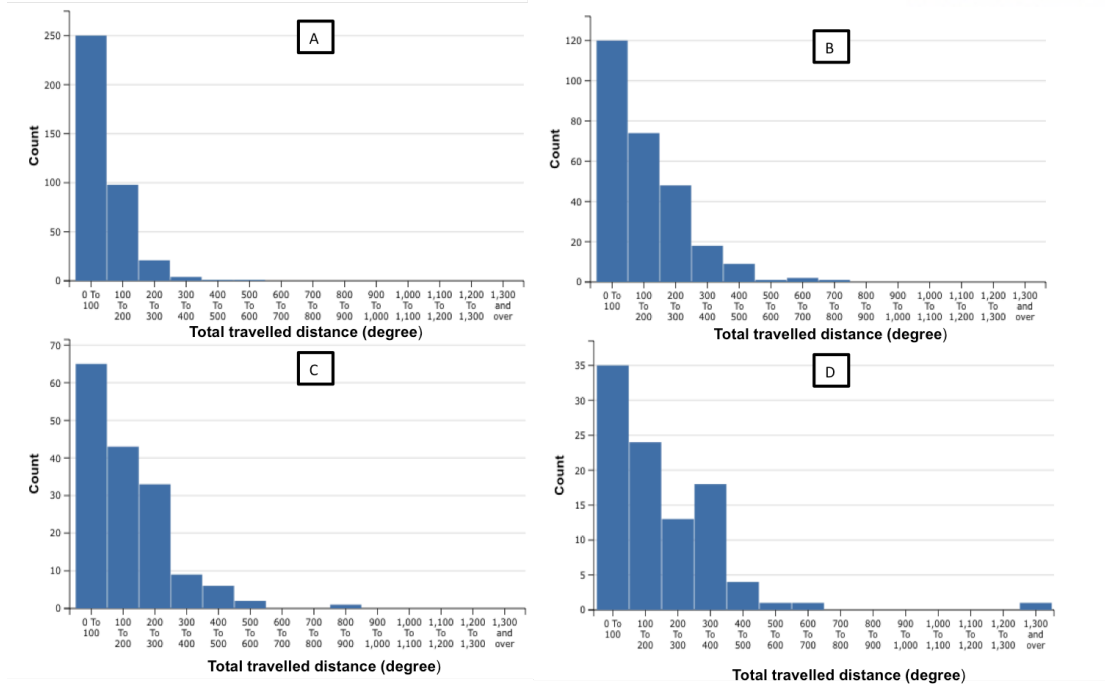 A
250
200
150
100
50
0
Count
0 To 100
100 To 200
200 To 300
300 To 400
400 To 500
500 To 600
600 To 700
700 To 800
800 To 900
900 To 1,000
1,000 To 1,100
1,100 To 1,200
1,200 To 1,300
1,300 and over
Total travelled distance (degree)
B
120
100
80
60
40
20
0
Count
0 To 100
100 To 200
200 To 300
300 To 400
400 To 500
500 To 600
600 To 700
700 To 800
800 To 900
900 To 1,000
1,000 To 1,100
1,100 To 1,200
1,200 To 1,300
1,300 and over
Total travelled distance (degree)
C
70
60
50
40
30
20
10
0
Count
0 To 100
100 To 200
200 To 300
300 To 400
400 To 500
500 To 600
600 To 700
700 To 800
800 To 900
900 To 1,000
1,000 To 1,100
1,100 To 1,200
1,200 To 1,300
1,300 and over
Total travelled distance (degree)
D
35
30
25
20
15
10
5
0
Count
0 To 100
100 To 200
200 To 300
300 To 400
400 To 500
500 To 600
600 To 700
700 To 800
800 To 900
900 To 1,000
1,000 To 1,100
1,100 To 1,200
1,200 To 1,300
1,300 and over
Total travelled distance (degree)